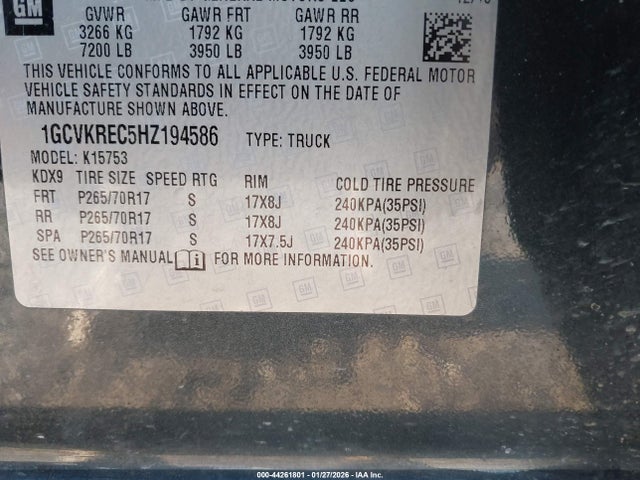 GM
GVWR GAWR FRT GAWR RR
3266 KG 1792 KG 1792 KG
7200 LB 3950 LB 3950 LB
THIS VEHICLE CONFORMS TO ALL APPLICABLE U.S. FEDERAL MOTOR
VEHICLE SAFETY STANDARDS IN EFFECT ON THE DATE OF
MANUFACTURE SHOWN ABOVE.
1GCVKREC5HZ194586 TYPE: TRUCK
MODEL: K15753
KDX9 TIRE SIZE SPEED RTG RIM COLD TIRE PRESSURE
FRT P265/70R17 S 17X8J 240KPA(35PSI)
RR P265/70R17 S 17X8J 240KPA(35PSI)
SPA P265/70R17 S 17X7.5J 240KPA(35PSI)
SEE OWNER'S MANUAL FOR MORE INFORMATION.
000-44261801 - 01/27/2026 - IAA Inc.